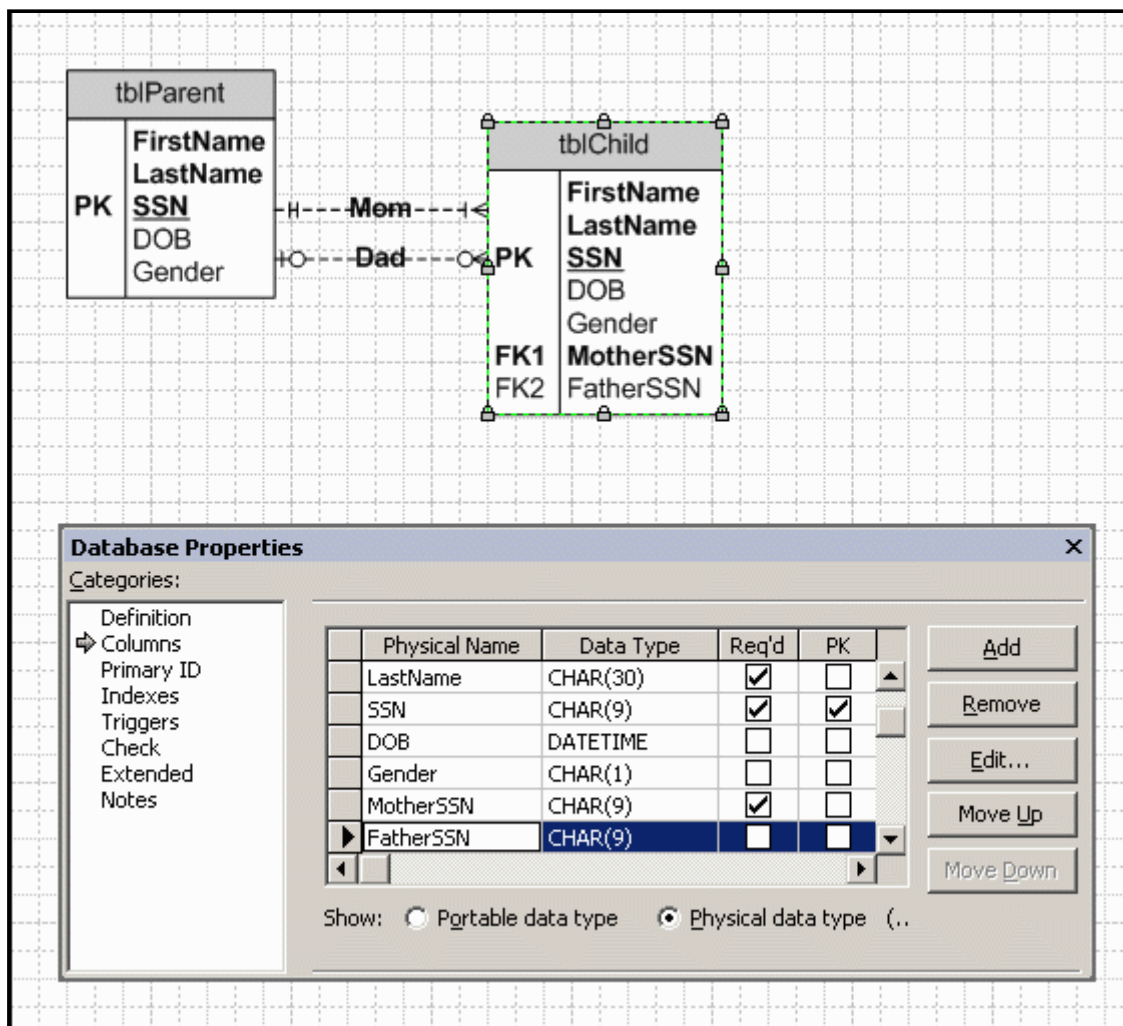 tblParent
FirstName
LastName
PK SSN
DOB
Gender
Mom
Dad
tblChild
FirstName
LastName
PK SSN
DOB
Gender
FK1 MotherSSN
FK2 FatherSSN
Database Properties
Categories:
Definition
Columns
Primary ID
Indexes
Triggers
Check
Extended
Notes
Physical Name Data Type Req'd PK
LastName CHAR(30)
SSN CHAR(9)
DOB DATETIME
Gender CHAR(1)
MotherSSN CHAR(9)
FatherSSN CHAR(9)
Add
Remove
Edit...
Move Up
Move Down
Show: Portable data type Physical data type (..